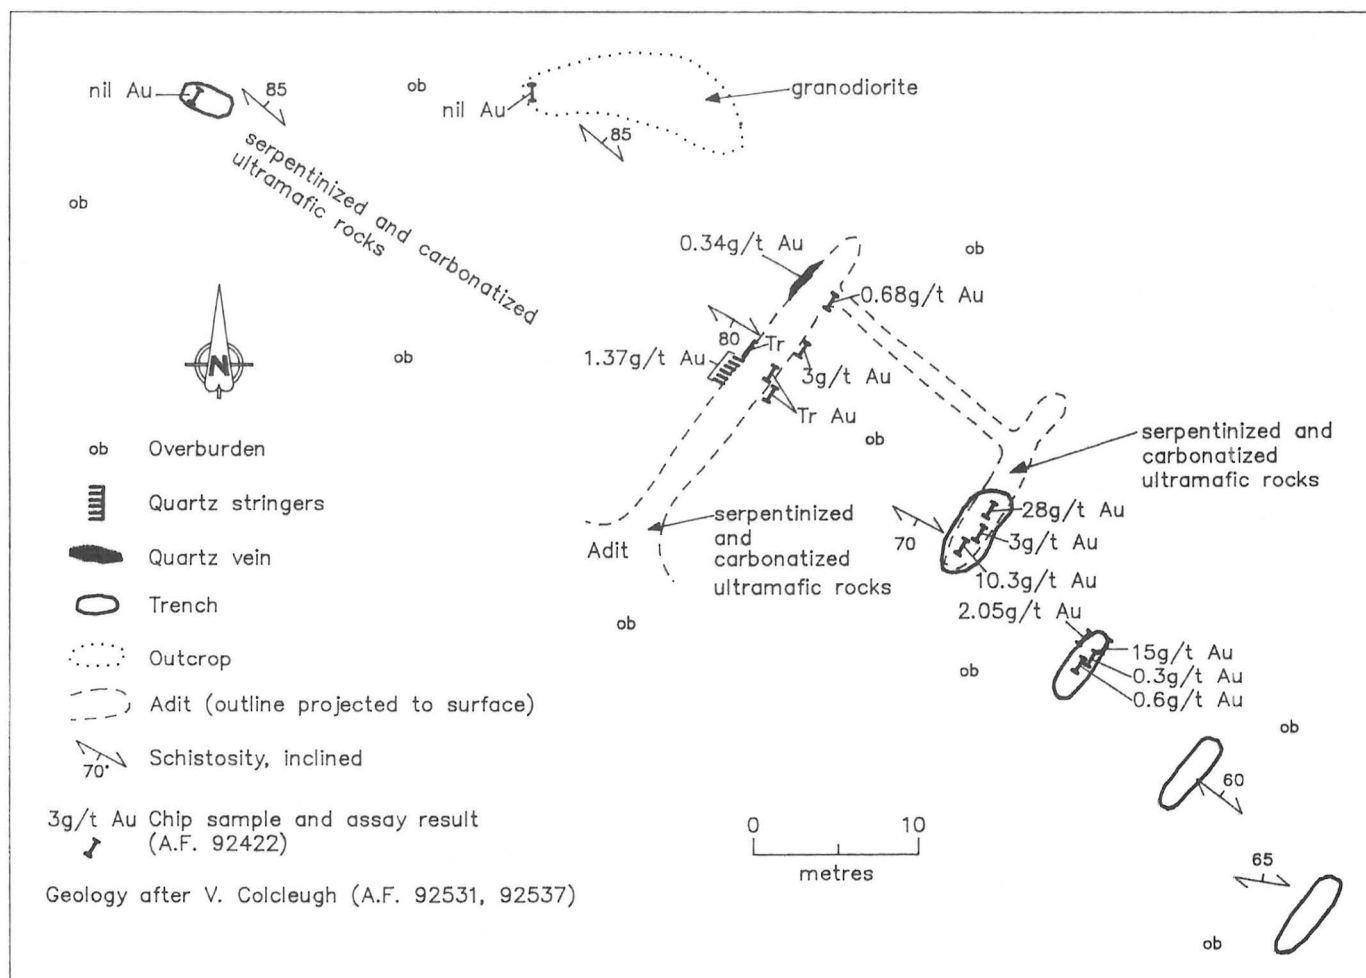 nil Au
85
ob
nil Au
85
granodiorite
serpentinized and carbonatized
ultramafic rocks
ob
0.34g/t Au
ob
0.68g/t Au
80
Tr
1.37g/t Au
3g/t Au
Tr Au
ob
N
ob
serpentinized and
carbonatized
ultramafic rocks
28g/t Au
3g/t Au
70
10.3g/t Au
Adit
serpentinized
and
carbonatized
ultramafic rocks
2.05g/t Au
15g/t Au
0.3g/t Au
0.6g/t Au
ob
ob
ob
60
65
ob
ob Overburden
Quartz stringers
Quartz vein
Trench
Outcrop
Adit (outline projected to surface)
70° Schistosity, inclined
3g/t Au Chip sample and assay result
(A.F. 92422)
Geology after V. Colcleugh (A.F. 92531, 92537)
0 10
metres